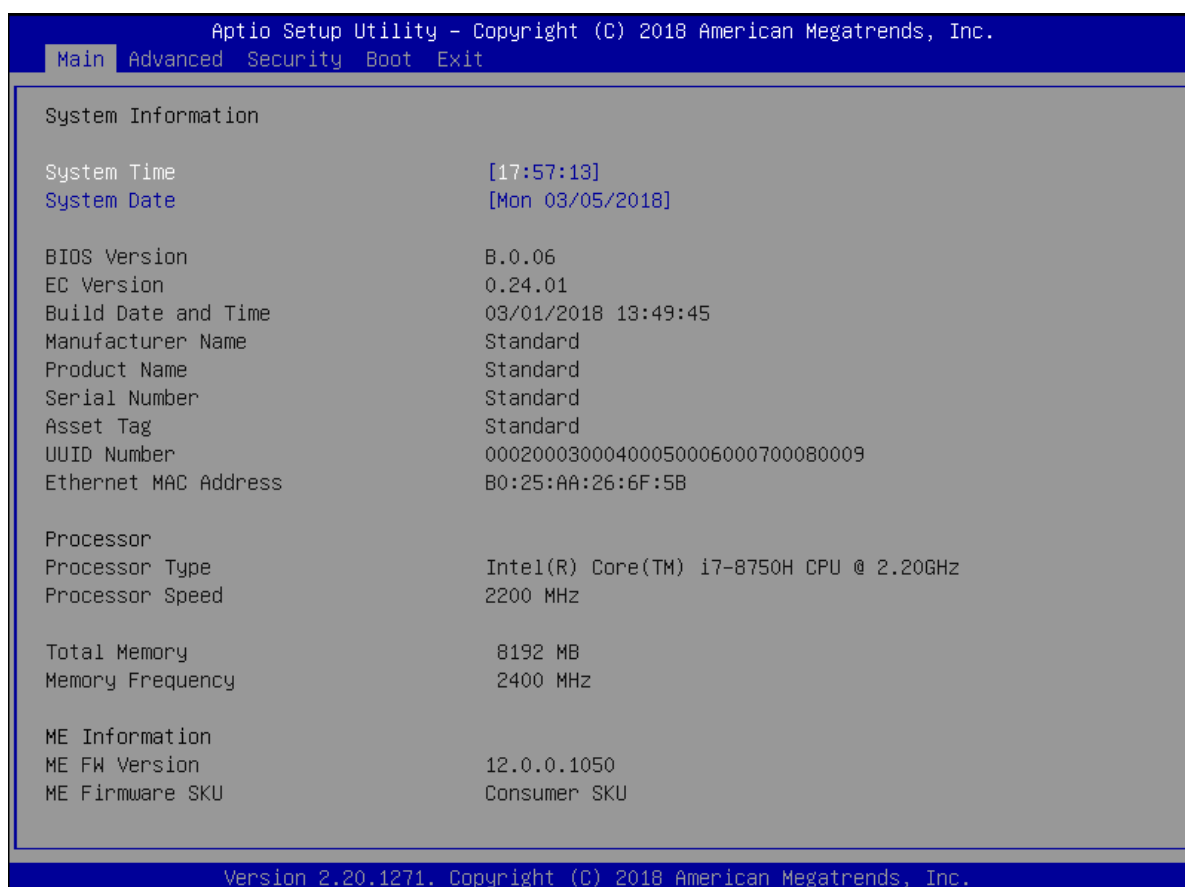 Aptio Setup Utility – Copyright (C) 2018 American Megatrends, Inc.
Main Advanced Security Boot Exit
System Information
System Time [17:57:13]
System Date [Mon 03/05/2018]
BIOS Version B.0.06
EC Version 0.24.01
Build Date and Time 03/01/2018 13:49:45
Manufacturer Name Standard
Product Name Standard
Serial Number Standard
Asset Tag Standard
UUID Number 00020003000400050006000700080009
Ethernet MAC Address B0:25:AA:26:6F:5B
Processor
Processor Type Intel(R) Core(TM) i7-8750H CPU @ 2.20GHz
Processor Speed 2200 MHz
Total Memory 8192 MB
Memory Frequency 2400 MHz
ME Information
ME FW Version 12.0.0.1050
ME Firmware SKU Consumer SKU
Version 2.20.1271. Copyright (C) 2018 American Megatrends, Inc.